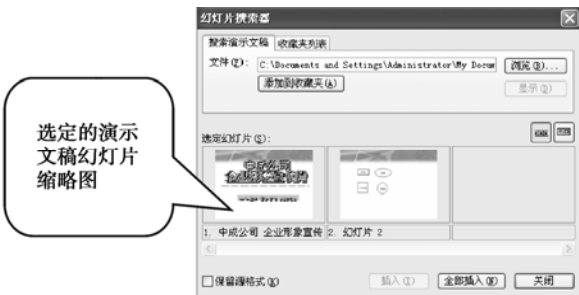 幻灯片搜索器
搜索演示文稿 收藏夹列表
文件(F): C:\Documents and Settings\Administrator\My Docum 浏览(B)...
添加到收藏夹(A)
显示(D)
选定的演示
文稿幻灯片
缩略图
选定幻灯片(S):
中成公司
1. 中成公司 企业形象宣传 2. 幻灯片 2
保留源格式(K) 插入(I) 全部插入(N) 关闭